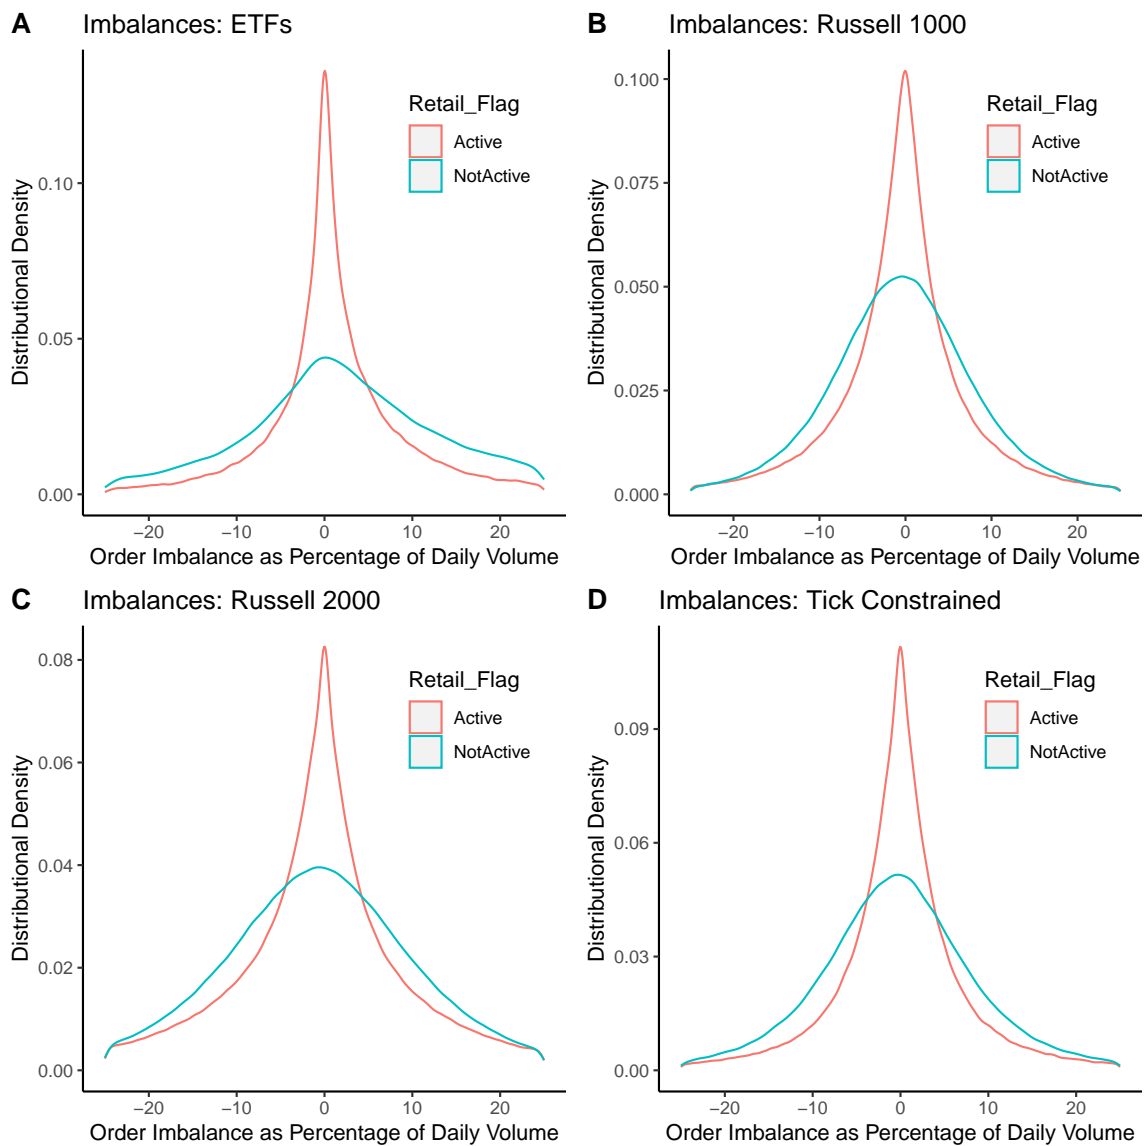 A Imbalances: ETFs
Distributional Density
0.10
0.05
0.00
Retail_Flag
Active
NotActive
−20 −10 0 10 20
Order Imbalance as Percentage of Daily Volume
B Imbalances: Russell 1000
Distributional Density
0.100
0.075
0.050
0.025
0.000
Retail_Flag
Active
NotActive
−20 −10 0 10 20
Order Imbalance as Percentage of Daily Volume
C Imbalances: Russell 2000
Distributional Density
0.08
0.06
0.04
0.02
0.00
Retail_Flag
Active
NotActive
−20 −10 0 10 20
Order Imbalance as Percentage of Daily Volume
D Imbalances: Tick Constrained
Distributional Density
0.09
0.06
0.03
0.00
Retail_Flag
Active
NotActive
−20 −10 0 10 20
Order Imbalance as Percentage of Daily Volume